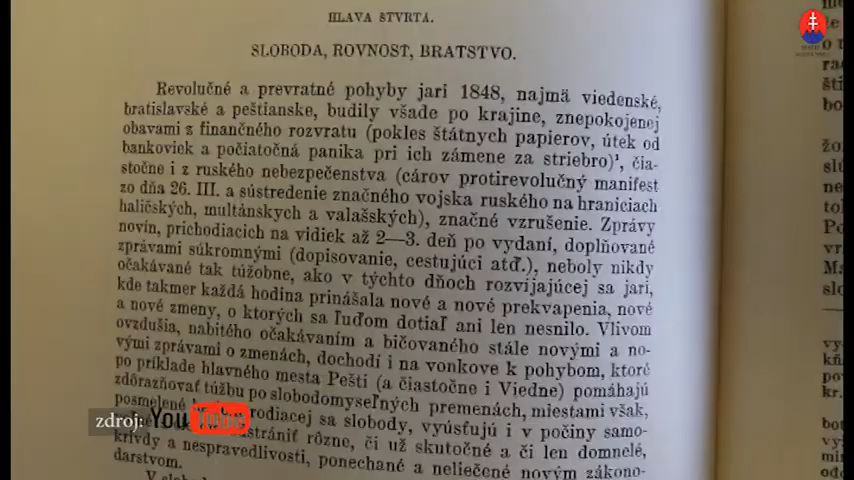 HLAVA ŠTVRTÁ.
SLOBODA, ROVNOSŤ, BRATSTVO.
Revolučné a prevratné pohyby jari 1848, najmä viedenské,
bratislavské a peštianske, budily všade po krajine, znepokojenej
obavami z finančného rozvratu (pokles štátnych papierov, útek od
bankoviek a počiatočná panika pri ich zámene za striebro)¹, čia-
stočne i z ruského nebezpečenstva (cárov protirevolučný manifest
zo dňa 26. III. a sústredenie značného vojska ruského na hraniciach
haličských, multánskych a valašských), značné vzrušenie. Zprávy
novín, prichodiacich na vidiek až 2—3. deň po vydaní, doplňované
zprávami súkromnými (dopisovanie, cestujúci atď.), neboly nikdy
očakávané tak túžobne, ako v týchto dňoch rozvíjajúcej sa jari,
kde takmer každá hodina prinášala nové a nové prekvapenia, nové
a nové zmeny, o ktorých sa ľuďom dotiaľ ani len nesnilo. Vlivom
ovzdušia, nabitého očakávaním a bičovaného stále novými a no-
vými zprávami o zmenách, dochodí i na vonkove k pohybom, ktoré
po príklade hlavného mesta Pešti (a čiastočne i Viedne) pomáhajú
zdôrazňovať túžbu po slobodomyseľných premenách, miestami však,
posmelené rodiacej sa slobody, vyúsťujú i v počiny samo-
zdroj: YouTube
strániť rôzne, či už skutočné a či len domnelé,
krivdy a nespravedlivosti, ponechané a neliečené novým zákono-
darstvom.